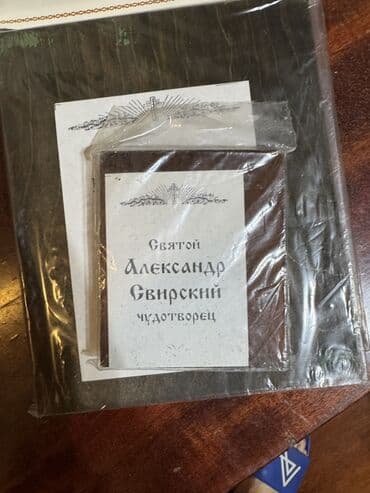 Святой
Александр
Свирский
чудотворец